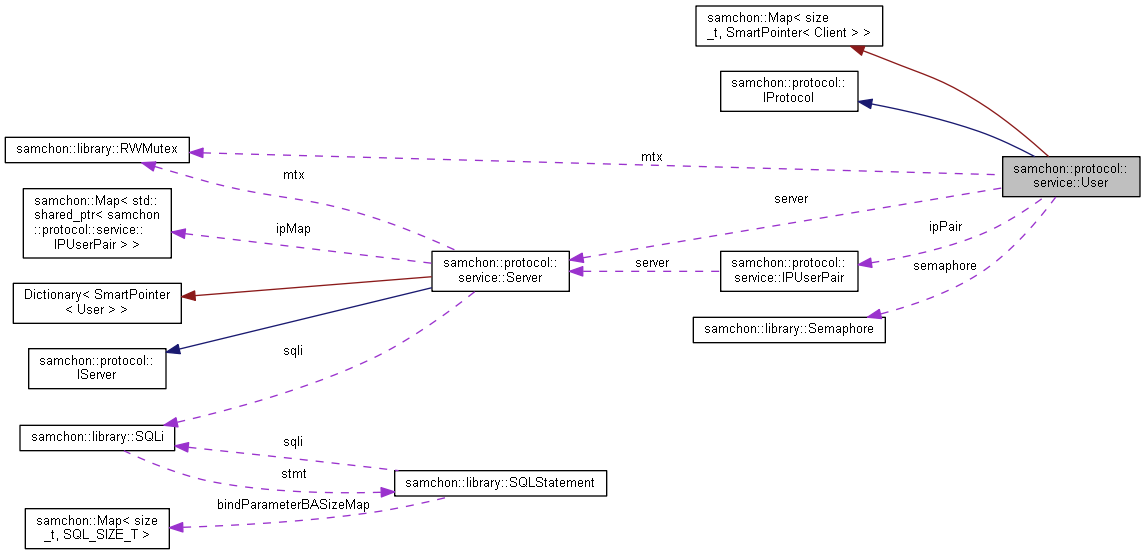 samchon::Map< size
_t, SmartPointer< Client > >
samchon::protocol::
IProtocol
samchon::library::RWMutex
mtx
samchon::protocol::
service::User
mtx
samchon::Map< std::
shared_ptr< samchon
::protocol::service::
IPUserPair > >
server
ipMap
ipPair
samchon::protocol::
service::Server
server
samchon::protocol::
service::IPUserPair
semaphore
Dictionary< SmartPointer
< User > >
samchon::library::Semaphore
samchon::protocol::
IServer
sqli
samchon::library::SQLi
sqli
stmt
samchon::library::SQLStatement
bindParameterBASizeMap
samchon::Map< size
_t, SQL_SIZE_T >